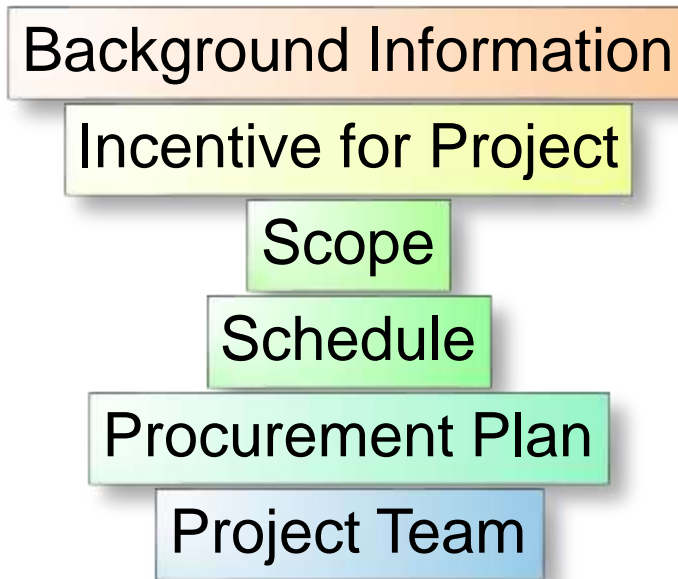 Background Information
Incentive for Project
Scope
Schedule
Procurement Plan
Project Team